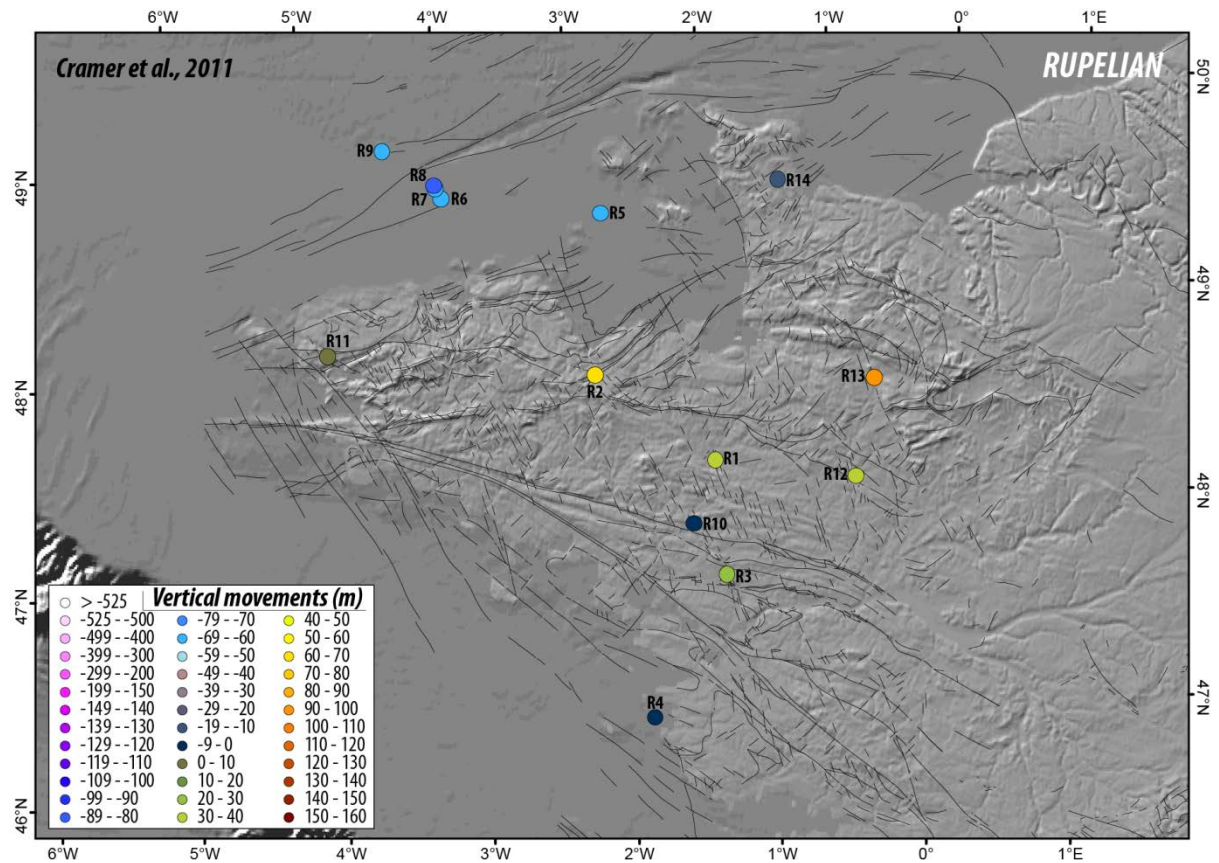 6°W 5°W 4°W 3°W 2°W 1°W 0° 1°E
Cramer et al., 2011
RUPELIAN
50°N
R9
49°N
R8
R7 R6
R14
R5
49°N
R11
R13
R2
48°N
R1
R12
48°N
R10
R3
47°N
Vertical movements (m)
> -525
-525 - -500
-499 - -400
-399 - -300
-299 - -200
-199 - -150
-149 - -140
-139 - -130
-129 - -120
-119 - -110
-109 - -100
-99 - -90
-89 - -80
-79 - -70
-69 - -60
-59 - -50
-49 - -40
-39 - -30
-29 - -20
-19 - -10
-9 - 0
0 - 10
10 - 20
20 - 30
30 - 40
40 - 50
50 - 60
60 - 70
70 - 80
80 - 90
90 - 100
100 - 110
110 - 120
120 - 130
130 - 140
140 - 150
150 - 160
R4
47°N
46°N
6°W 5°W 4°W 3°W 2°W 1°W 0° 1°E